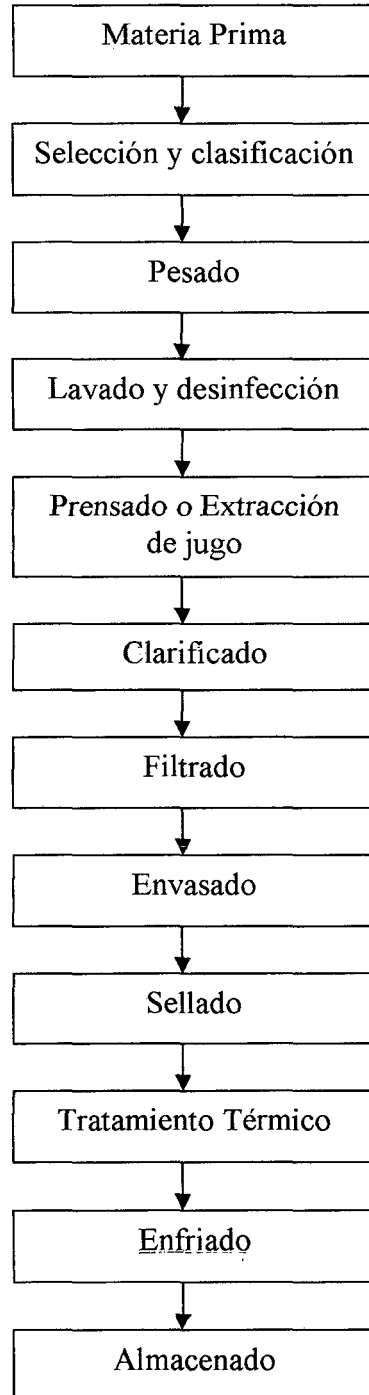 Materia Prima
Selección y clasificación
Pesado
Lavado y desinfección
Prensado o Extracción
de jugo
Clarificado
Filtrado
Envasado
Sellado
Tratamiento Térmico
Enfriado
Almacenado